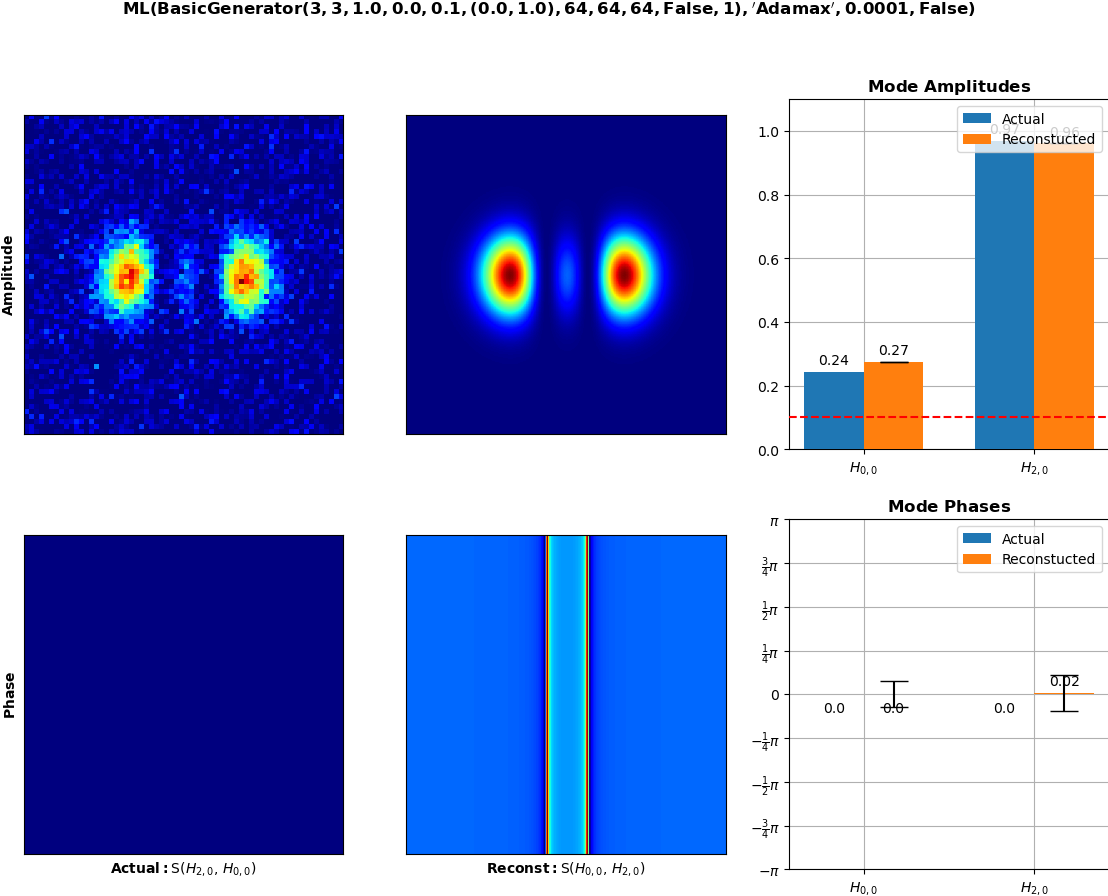 ML(BasicGenerator(3, 3, 1.0, 0.0, 0.1, (0.0, 1.0), 64, 64, 64, False, 1), ′Adamax′, 0.0001, False)
Mode Amplitudes
Actual
Reconstucted
0.97
0.96
1.0
0.8
0.6
0.4
0.2
0.0
0.24
0.27
H0, 0
H2, 0
Amplitude
Mode Phases
Actual
Reconstucted
π
3/4π
1/2π
1/4π
0
−1/4π
−1/2π
−3/4π
−π
0.0
0.0
0.0
0.02
H0, 0
H2, 0
Phase
Actual: S(H2, 0, H0, 0)
Reconst: S(H0, 0, H2, 0)